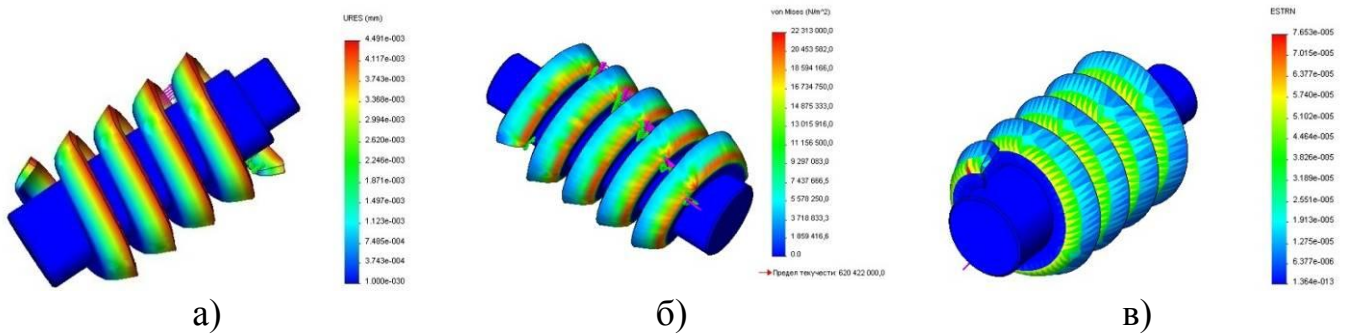 URES (mm)
4.491e-003
4.117e-003
3.743e-003
3.368e-003
2.994e-003
2.620e-003
2.246e-003
1.871e-003
1.497e-003
1.123e-003
7.485e-004
3.743e-004
1.000e-030
а)
von Mises (N/m^2)
22 313 000,0
20 453 582,0
18 594 166,0
16 734 750,0
14 875 333,0
13 015 916,0
11 156 500,0
9 297 083,0
7 437 666,5
5 578 250,0
3 718 833,3
1 859 416,6
0.0
Предел текучести: 620 422 000,0
б)
ESTRN
7.653e-005
7.015e-005
6.377e-005
5.740e-005
5.102e-005
4.464e-005
3.826e-005
3.189e-005
2.551e-005
1.913e-005
1.275e-005
6.377e-006
1.364e-013
в)